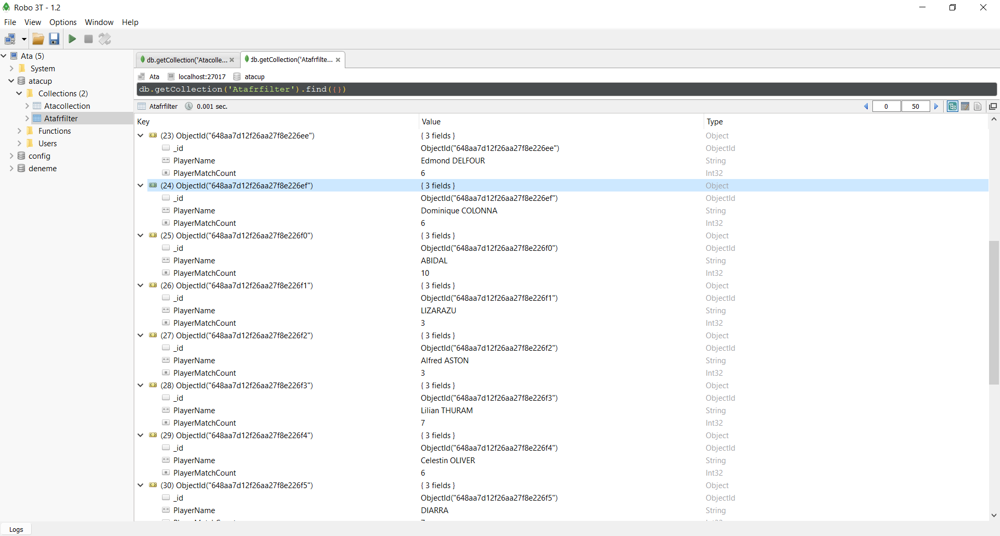 Robo 3T - 1.2
File View Options Window Help
Ata (5)
System
atacup
Collections (2)
Atacollection
Atafrfilter
Functions
Users
config
deneme
db.getCollection('Atacolle... db.getCollection('Atafrfilte...
Ata localhost:27017 atacup
db.getCollection('Atafrfilter').find({})
Atafrfilter 0.001 sec. 0 50
Key Value Type
(23) ObjectId("648aa7d12f26aa27f8e226ee") { 3 fields } Object
_id ObjectId("648aa7d12f26aa27f8e226ee") ObjectId
PlayerName Edmond DELFOUR String
PlayerMatchCount 6 Int32
(24) ObjectId("648aa7d12f26aa27f8e226ef") { 3 fields } Object
_id ObjectId("648aa7d12f26aa27f8e226ef") ObjectId
PlayerName Dominique COLONNA String
PlayerMatchCount 6 Int32
(25) ObjectId("648aa7d12f26aa27f8e226f0") { 3 fields } Object
_id ObjectId("648aa7d12f26aa27f8e226f0") ObjectId
PlayerName ABIDAL String
PlayerMatchCount 10 Int32
(26) ObjectId("648aa7d12f26aa27f8e226f1") { 3 fields } Object
_id ObjectId("648aa7d12f26aa27f8e226f1") ObjectId
PlayerName LIZARAZU String
PlayerMatchCount 3 Int32
(27) ObjectId("648aa7d12f26aa27f8e226f2") { 3 fields } Object
_id ObjectId("648aa7d12f26aa27f8e226f2") ObjectId
PlayerName Alfred ASTON String
PlayerMatchCount 3 Int32
(28) ObjectId("648aa7d12f26aa27f8e226f3") { 3 fields } Object
_id ObjectId("648aa7d12f26aa27f8e226f3") ObjectId
PlayerName Lilian THURAM String
PlayerMatchCount 7 Int32
(29) ObjectId("648aa7d12f26aa27f8e226f4") { 3 fields } Object
_id ObjectId("648aa7d12f26aa27f8e226f4") ObjectId
PlayerName Celestin OLIVER String
PlayerMatchCount 6 Int32
(30) ObjectId("648aa7d12f26aa27f8e226f5") { 3 fields } Object
_id ObjectId("648aa7d12f26aa27f8e226f5") ObjectId
PlayerName DIARRA String
Logs